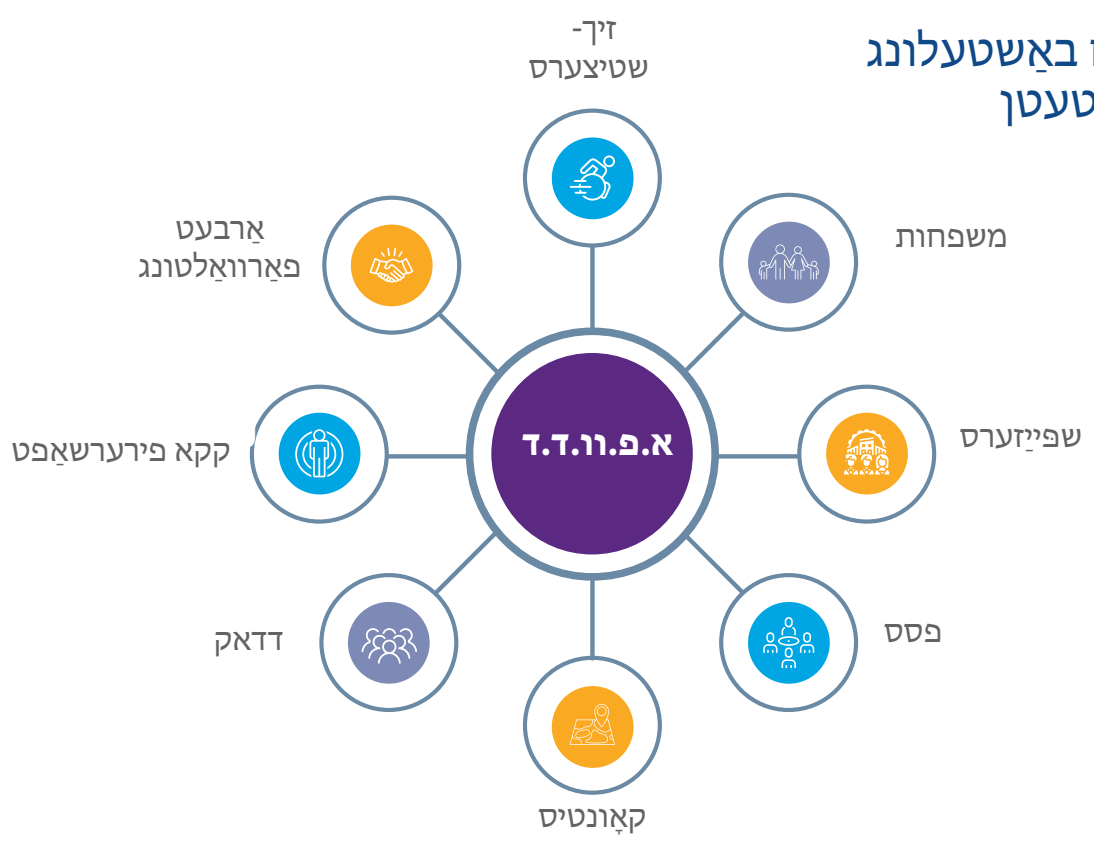 באַשטעלונג
זיך-
שטיצערס
משפחות
אַרבעט
פאַרוואַלטונג
שפּייַזערס
א.פ.וו.ד.ד
קקא פירערשאַפט
פסס
דדאק
קאָונטיס